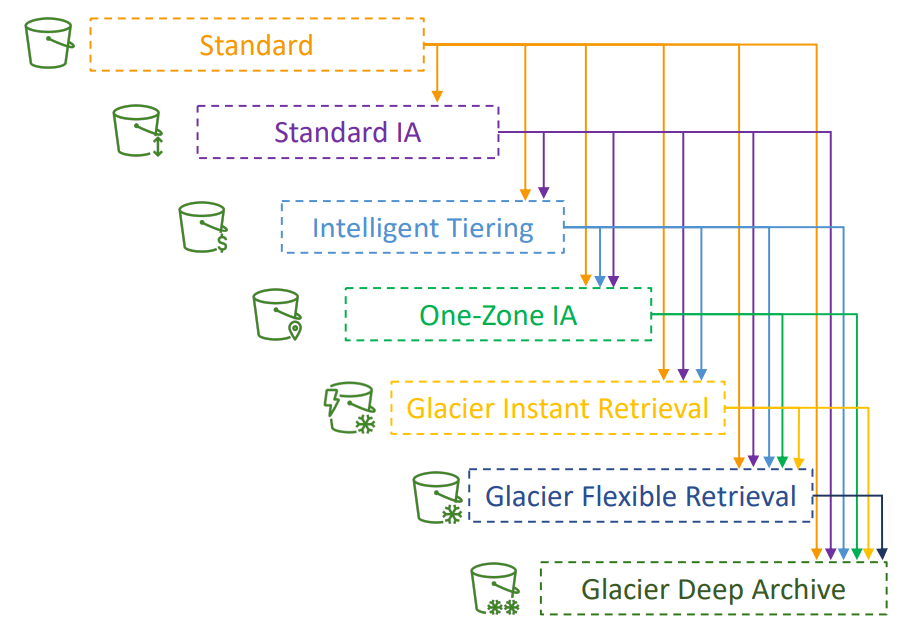 Standard
Standard IA
Intelligent Tiering
One-Zone IA
Glacier Instant Retrieval
Glacier Flexible Retrieval
Glacier Deep Archive